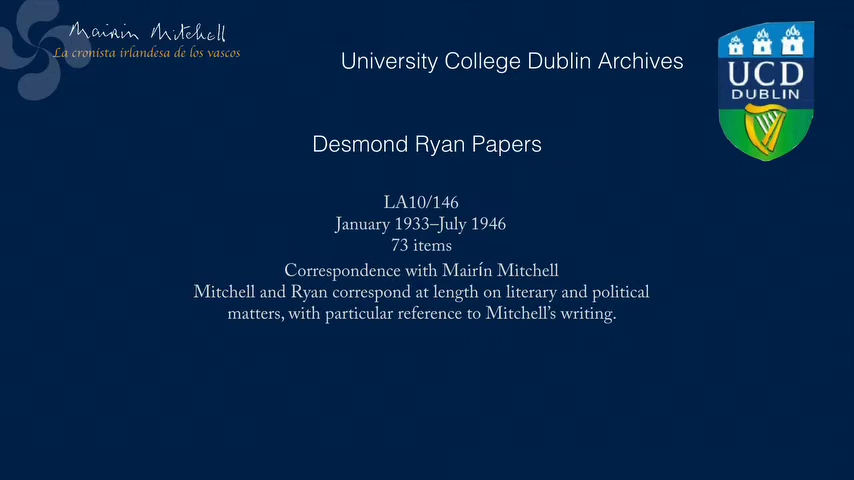 Mairin Mitchell
La cronista irlandesa de los vascos
University College Dublin Archives
UCD
DUBLIN
Desmond Ryan Papers
LA10/146
January 1933–July 1946
73 items
Correspondence with Mairín Mitchell
Mitchell and Ryan correspond at length on literary and political
matters, with particular reference to Mitchell’s writing.